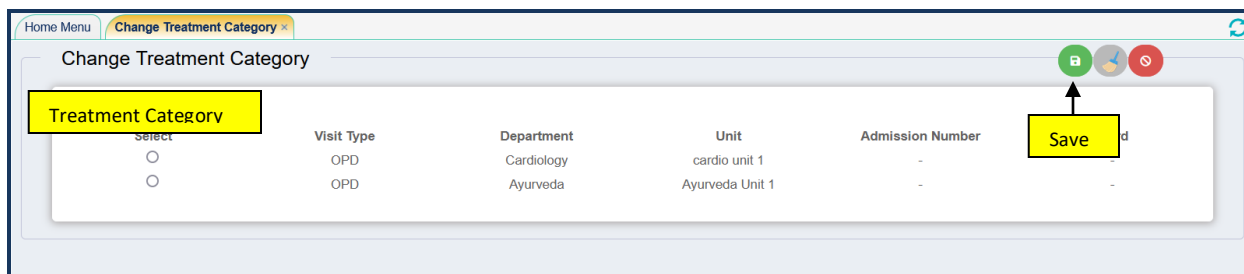 Home Menu Change Treatment Category ×
Change Treatment Category
Treatment Category
Select Visit Type Department Unit Admission Number
Save
OPD Cardiology cardio unit 1 - -
OPD Ayurveda Ayurveda Unit 1 - -